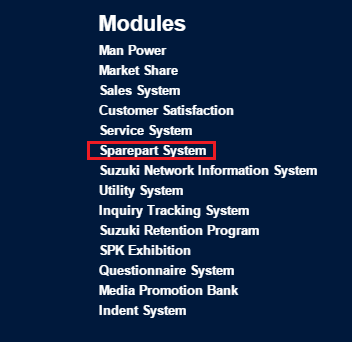 Modules
Man Power
Market Share
Sales System
Customer Satisfaction
Service System
Sparepart System
Suzuki Network Information System
Utility System
Inquiry Tracking System
Suzuki Retention Program
SPK Exhibition
Questionnaire System
Media Promotion Bank
Indent System